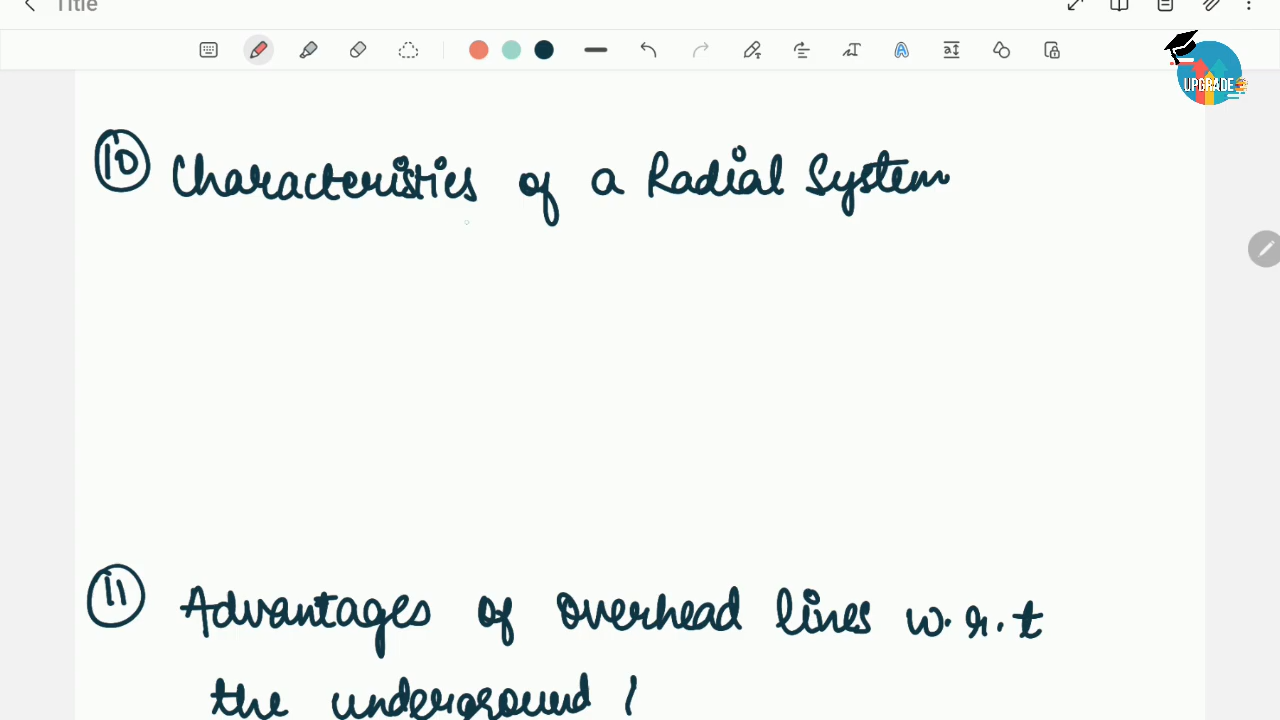 Title
UPGRADE
10 Characteristics of a Radial System
11 Advantages of overhead lines w.r.t
the underground